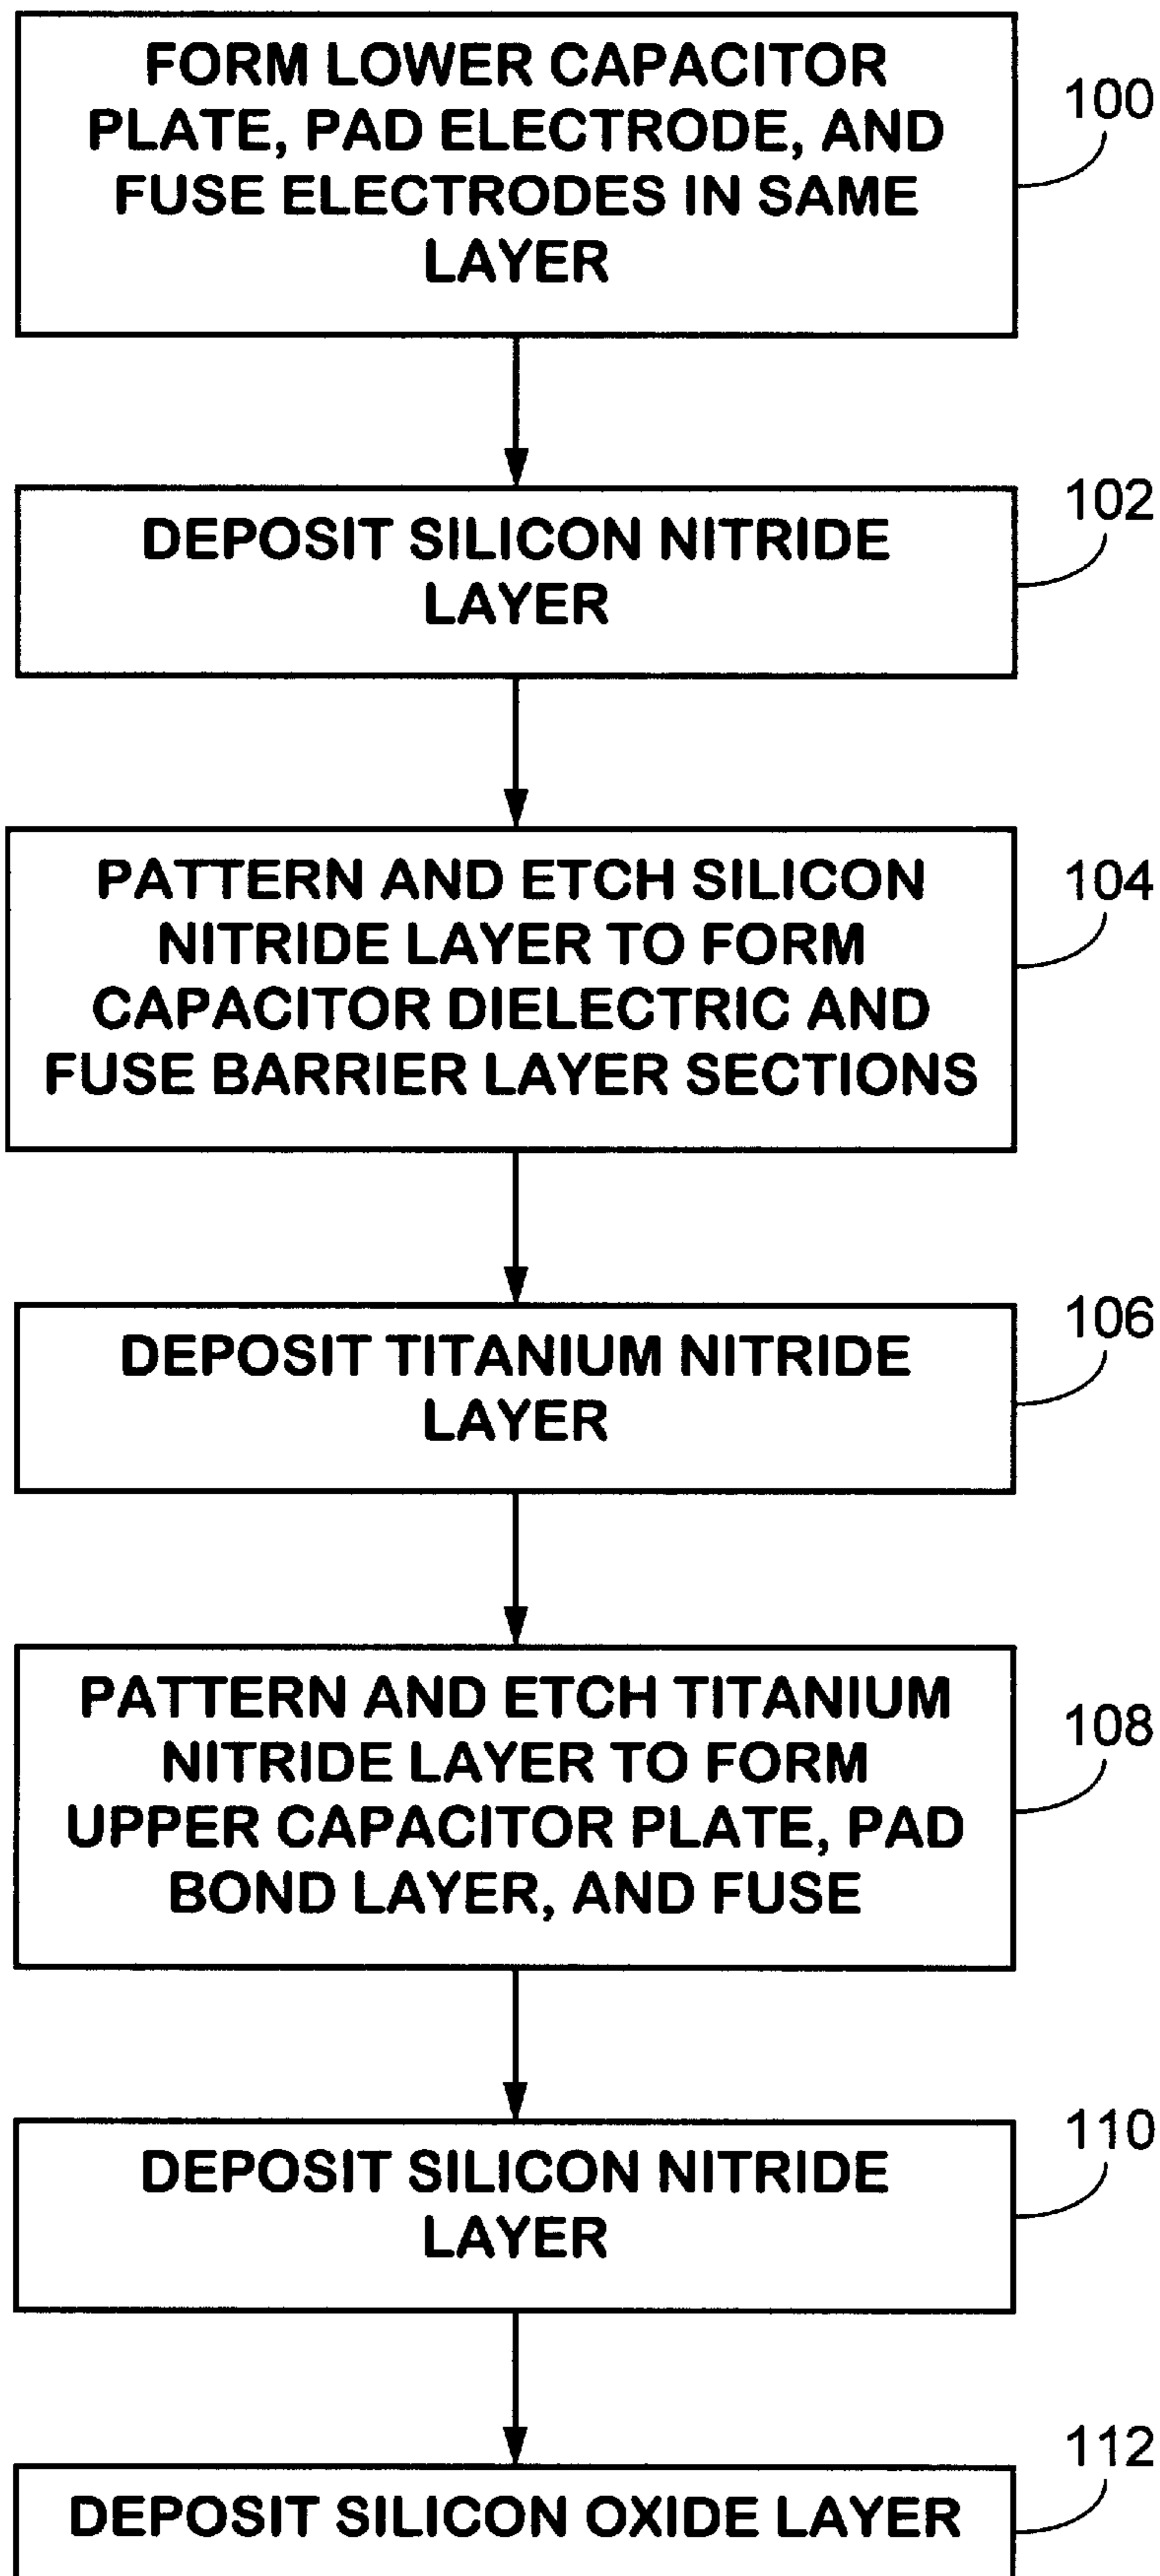 FORM LOWER CAPACITOR
PLATE, PAD ELECTRODE, AND
FUSE ELECTRODES IN SAME
LAYER
100
DEPOSIT SILICON NITRIDE
LAYER
102
PATTERN AND ETCH SILICON
NITRIDE LAYER TO FORM
CAPACITOR DIELECTRIC AND
FUSE BARRIER LAYER SECTIONS
104
DEPOSIT TITANIUM NITRIDE
LAYER
106
PATTERN AND ETCH TITANIUM
NITRIDE LAYER TO FORM
UPPER CAPACITOR PLATE, PAD
BOND LAYER, AND FUSE
108
DEPOSIT SILICON NITRIDE
LAYER
110
DEPOSIT SILICON OXIDE LAYER
112